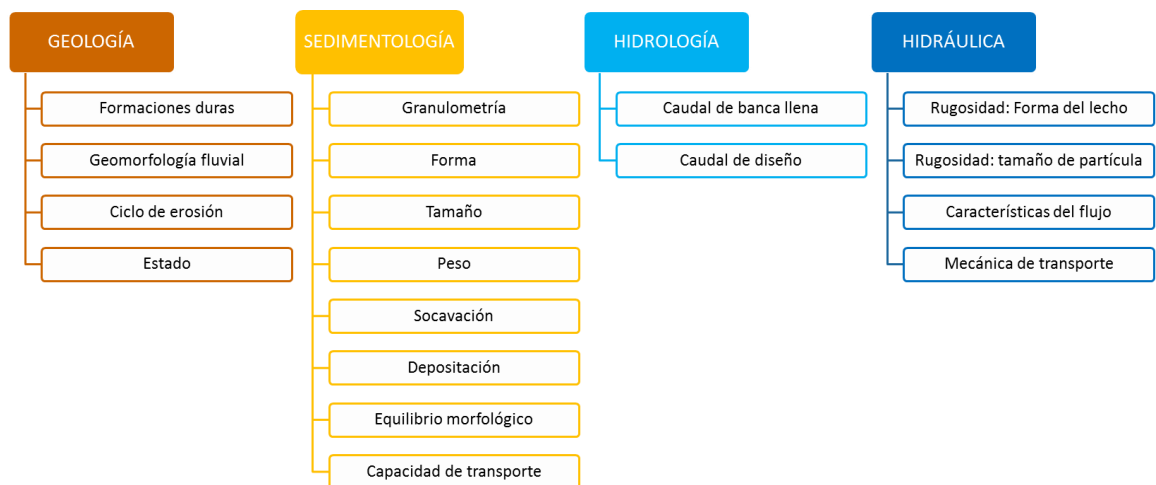 GEOLOGÍA
Formaciones duras
Geomorfología fluvial
Ciclo de erosión
Estado
SEDIMENTOLOGÍA
Granulometría
Forma
Tamaño
Peso
Socavación
Depositación
Equilibrio morfológico
Capacidad de transporte
HIDROLOGÍA
Caudal de banca llena
Caudal de diseño
HIDRÁULICA
Rugosidad: Forma del lecho
Rugosidad: tamaño de partícula
Características del flujo
Mecánica de transporte